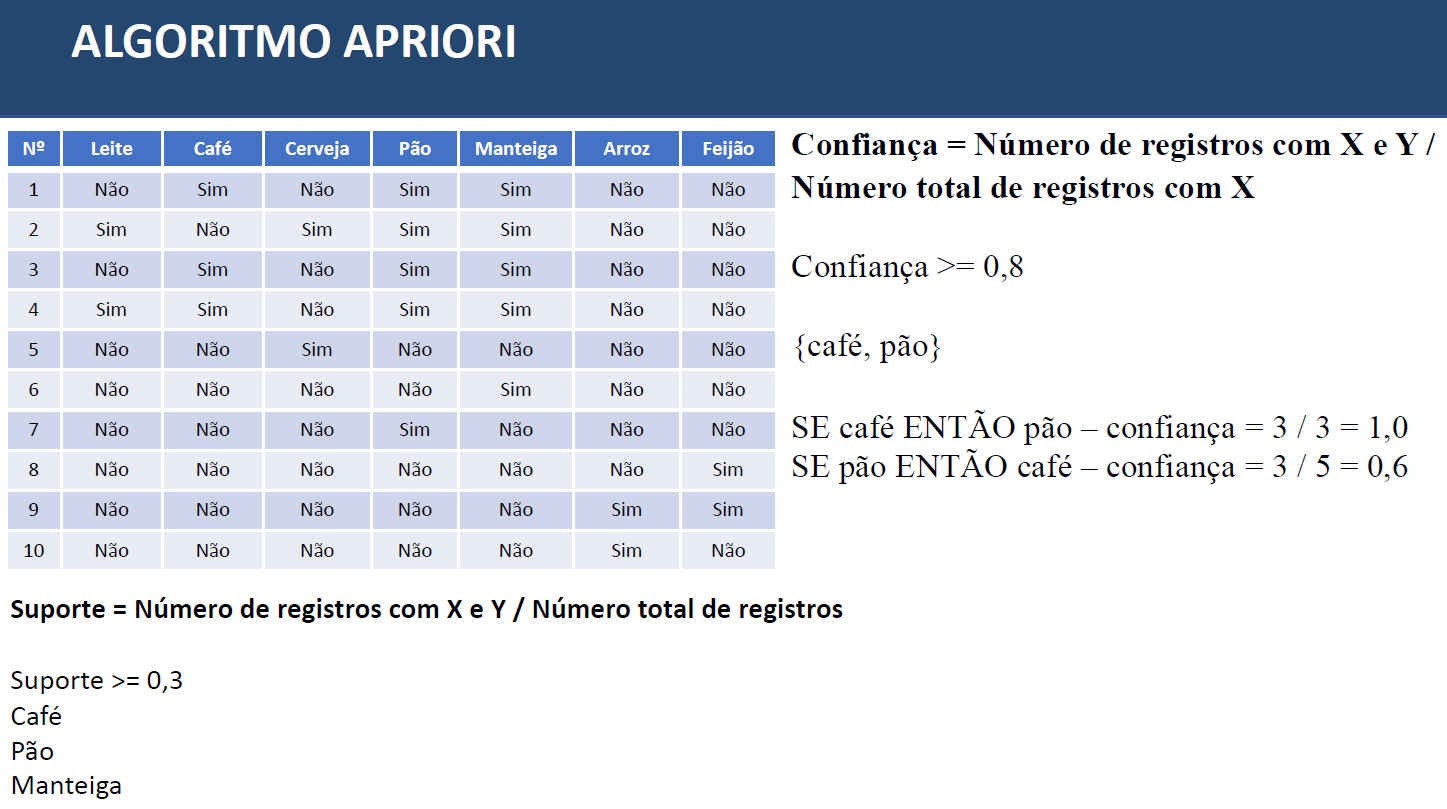 ALGORITMO APRIORI
Nº Leite Café Cerveja Pão Manteiga Arroz Feijão
1 Não Sim Não Sim Sim Não Não
2 Sim Não Sim Sim Sim Não Não
3 Não Sim Não Sim Sim Não Não
4 Sim Sim Não Sim Sim Não Não
5 Não Não Sim Não Não Não Não
6 Não Não Não Não Sim Não Não
7 Não Não Não Sim Não Não Não
8 Não Não Não Não Não Não Sim
9 Não Não Não Não Não Sim Sim
10 Não Não Não Não Não Sim Não
Confiança = Número de registros com X e Y /
Número total de registros com X
Confiança >= 0,8
{café, pão}
SE café ENTÃO pão – confiança = 3 / 3 = 1,0
SE pão ENTÃO café – confiança = 3 / 5 = 0,6
Suporte = Número de registros com X e Y / Número total de registros
Suporte >= 0,3
Café
Pão
Manteiga